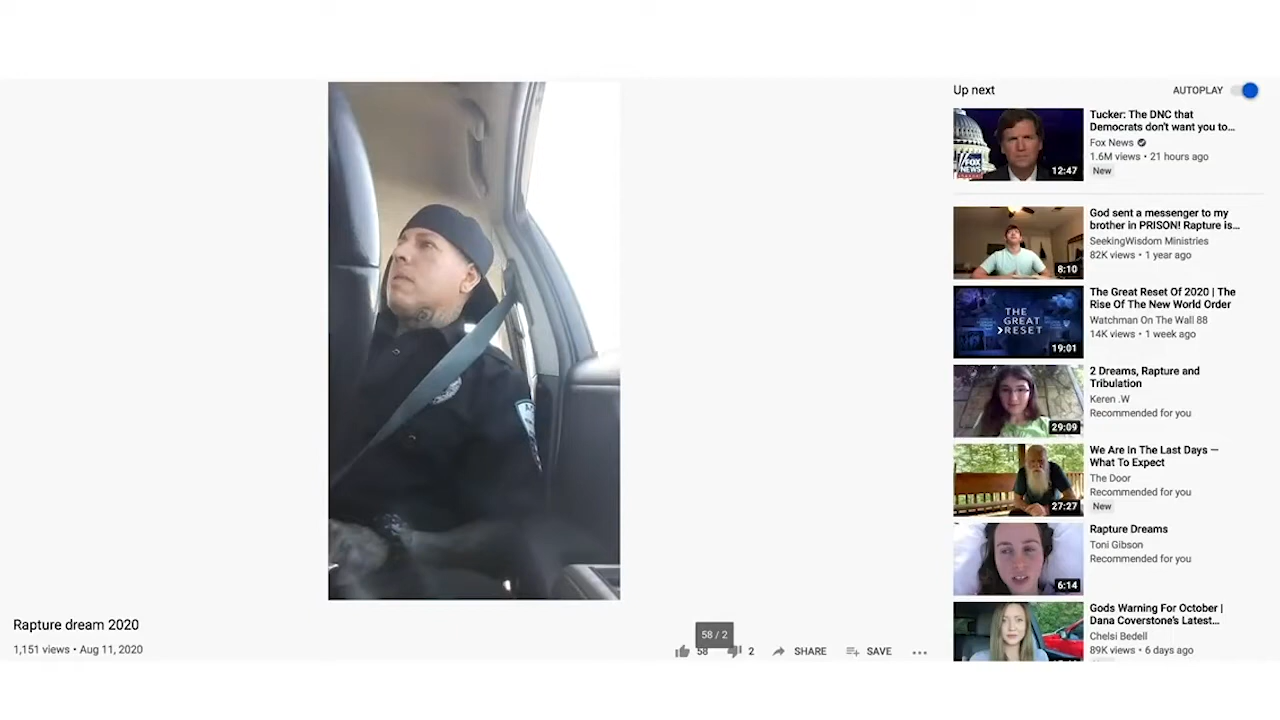 Up next
AUTOPLAY
Tucker: The DNC that
Democrats don't want you to...
Fox News
1.6M views • 21 hours ago
New
FOX
NEWS
12:47
God sent a messenger to my
brother in PRISON! Rapture is...
SeekingWisdom Ministries
82K views • 1 year ago
8:10
The Great Reset Of 2020 | The
Rise Of The New World Order
Watchman On The Wall 88
14K views • 1 week ago
THE
GREAT
RESET
19:01
2 Dreams, Rapture and
Tribulation
Keren .W
Recommended for you
29:09
We Are In The Last Days —
What To Expect
The Door
Recommended for you
New
27:27
Rapture Dreams
Toni Gibson
Recommended for you
6:14
Gods Warning For October |
Dana Coverstone's Latest...
Chelsi Bedell
89K views • 6 days ago
Rapture dream 2020
1,151 views • Aug 11, 2020
58 / 2
58
2
SHARE
SAVE